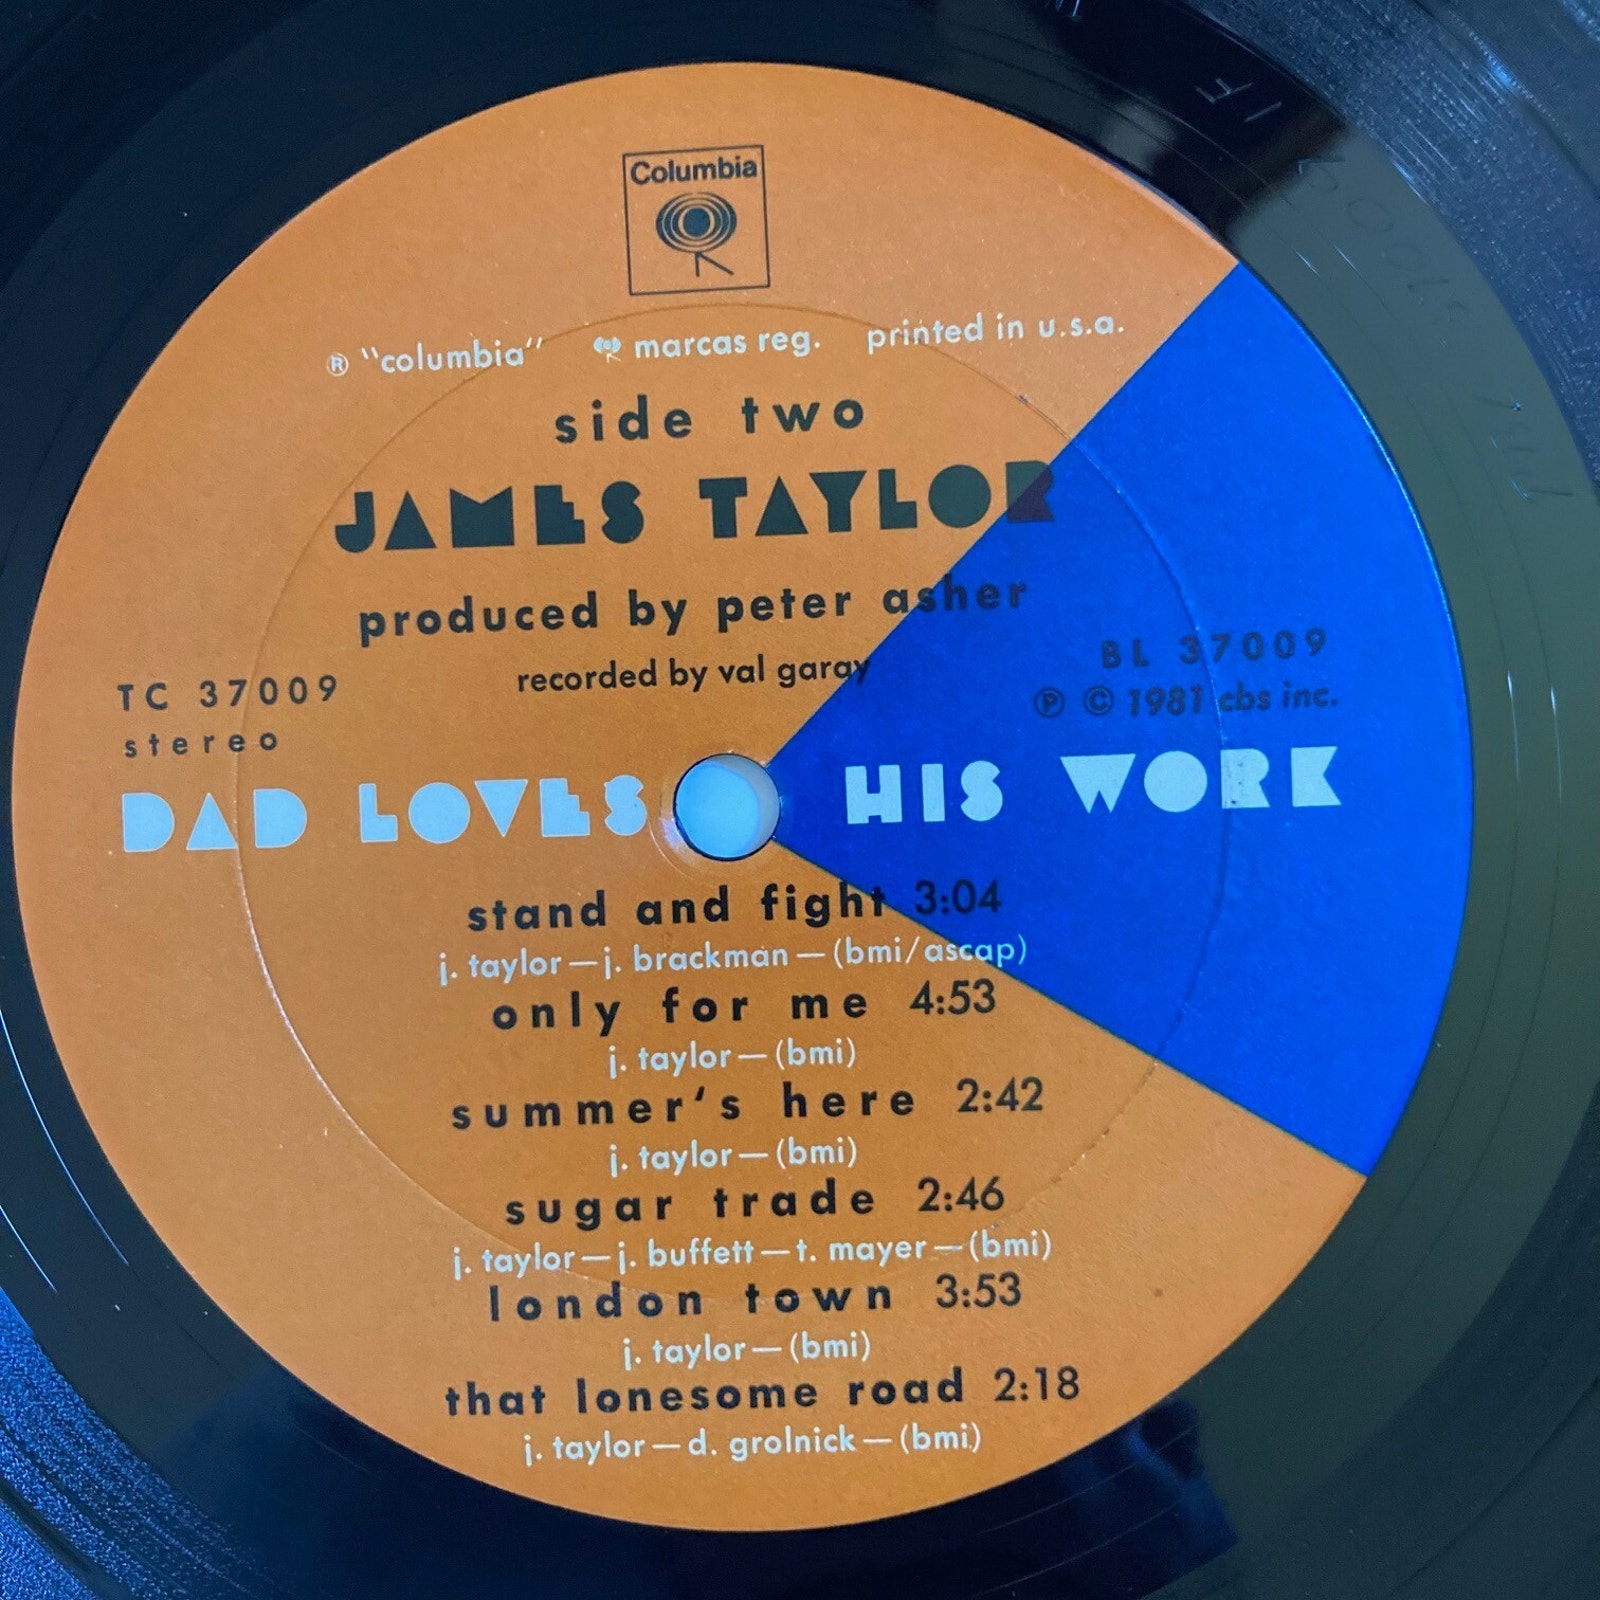 Columbia
® "columbia" marcas reg. printed in u.s.a.
side two
JAMES TAYLOR
produced by peter asher
recorded by val garay
TC 37009
stereo
BL 37009
℗ © 1981 cbs inc.
DAD LOVES HIS WORK
stand and fight 3:04
j. taylor—j. brackman—(bmi/ascap)
only for me 4:53
j. taylor—(bmi)
summer's here 2:42
j. taylor—(bmi)
sugar trade 2:46
j. taylor—j. buffett—t. mayer—(bmi)
london town 3:53
j. taylor—(bmi)
that lonesome road 2:18
j. taylor—d. grolnick—(bmi.)